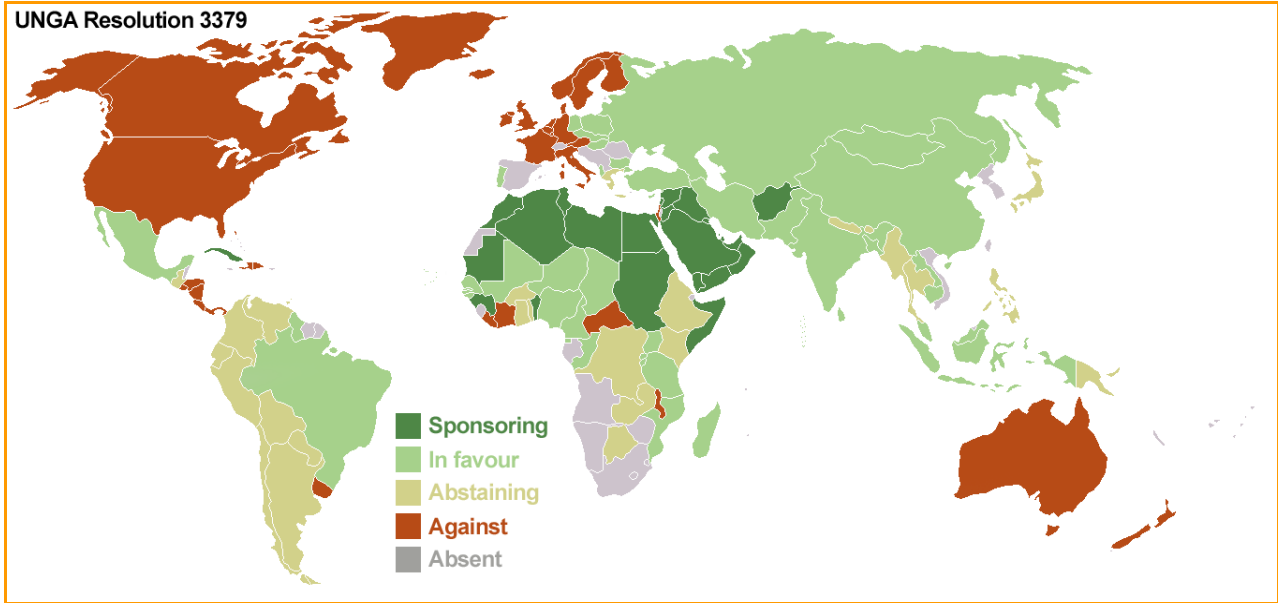 UNGA Resolution 3379
Sponsoring
In favour
Abstaining
Against
Absent